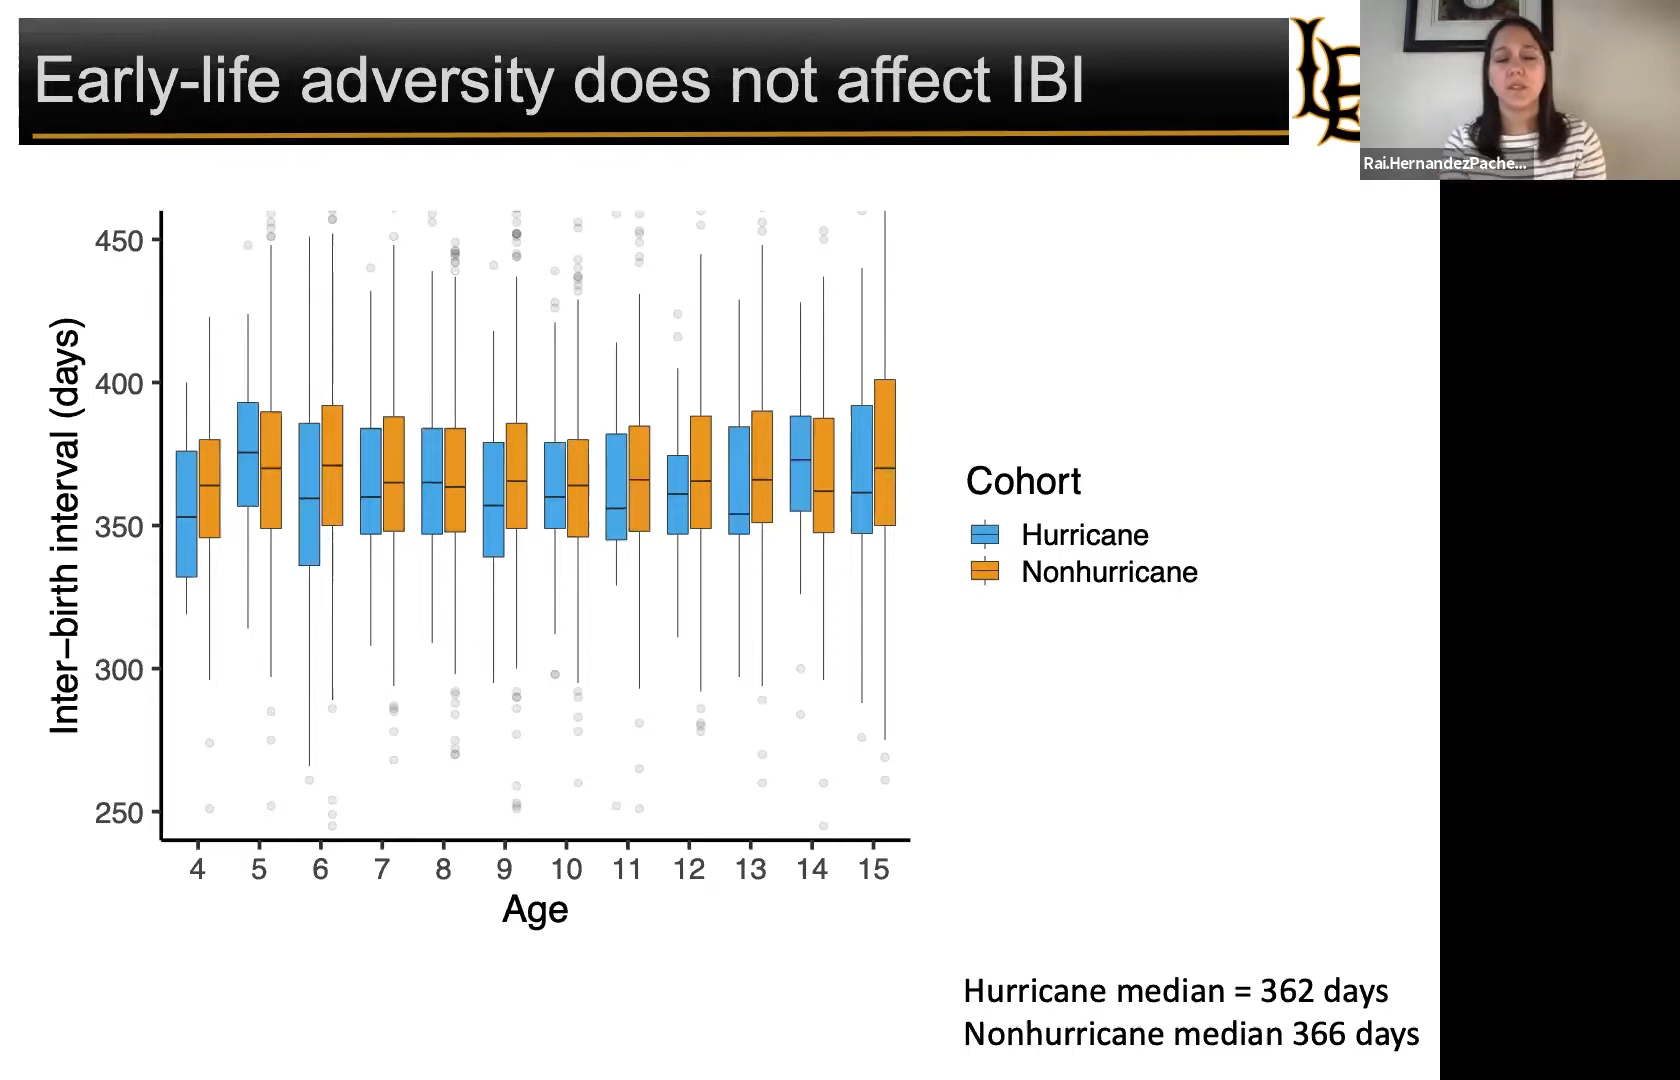 Early-life adversity does not affect IBI
LB
Rai.HernandezPache...
Inter-birth interval (days)
450
400
350
300
250
4 5 6 7 8 9 10 11 12 13 14 15
Age
Cohort
Hurricane
Nonhurricane
Hurricane median = 362 days
Nonhurricane median 366 days